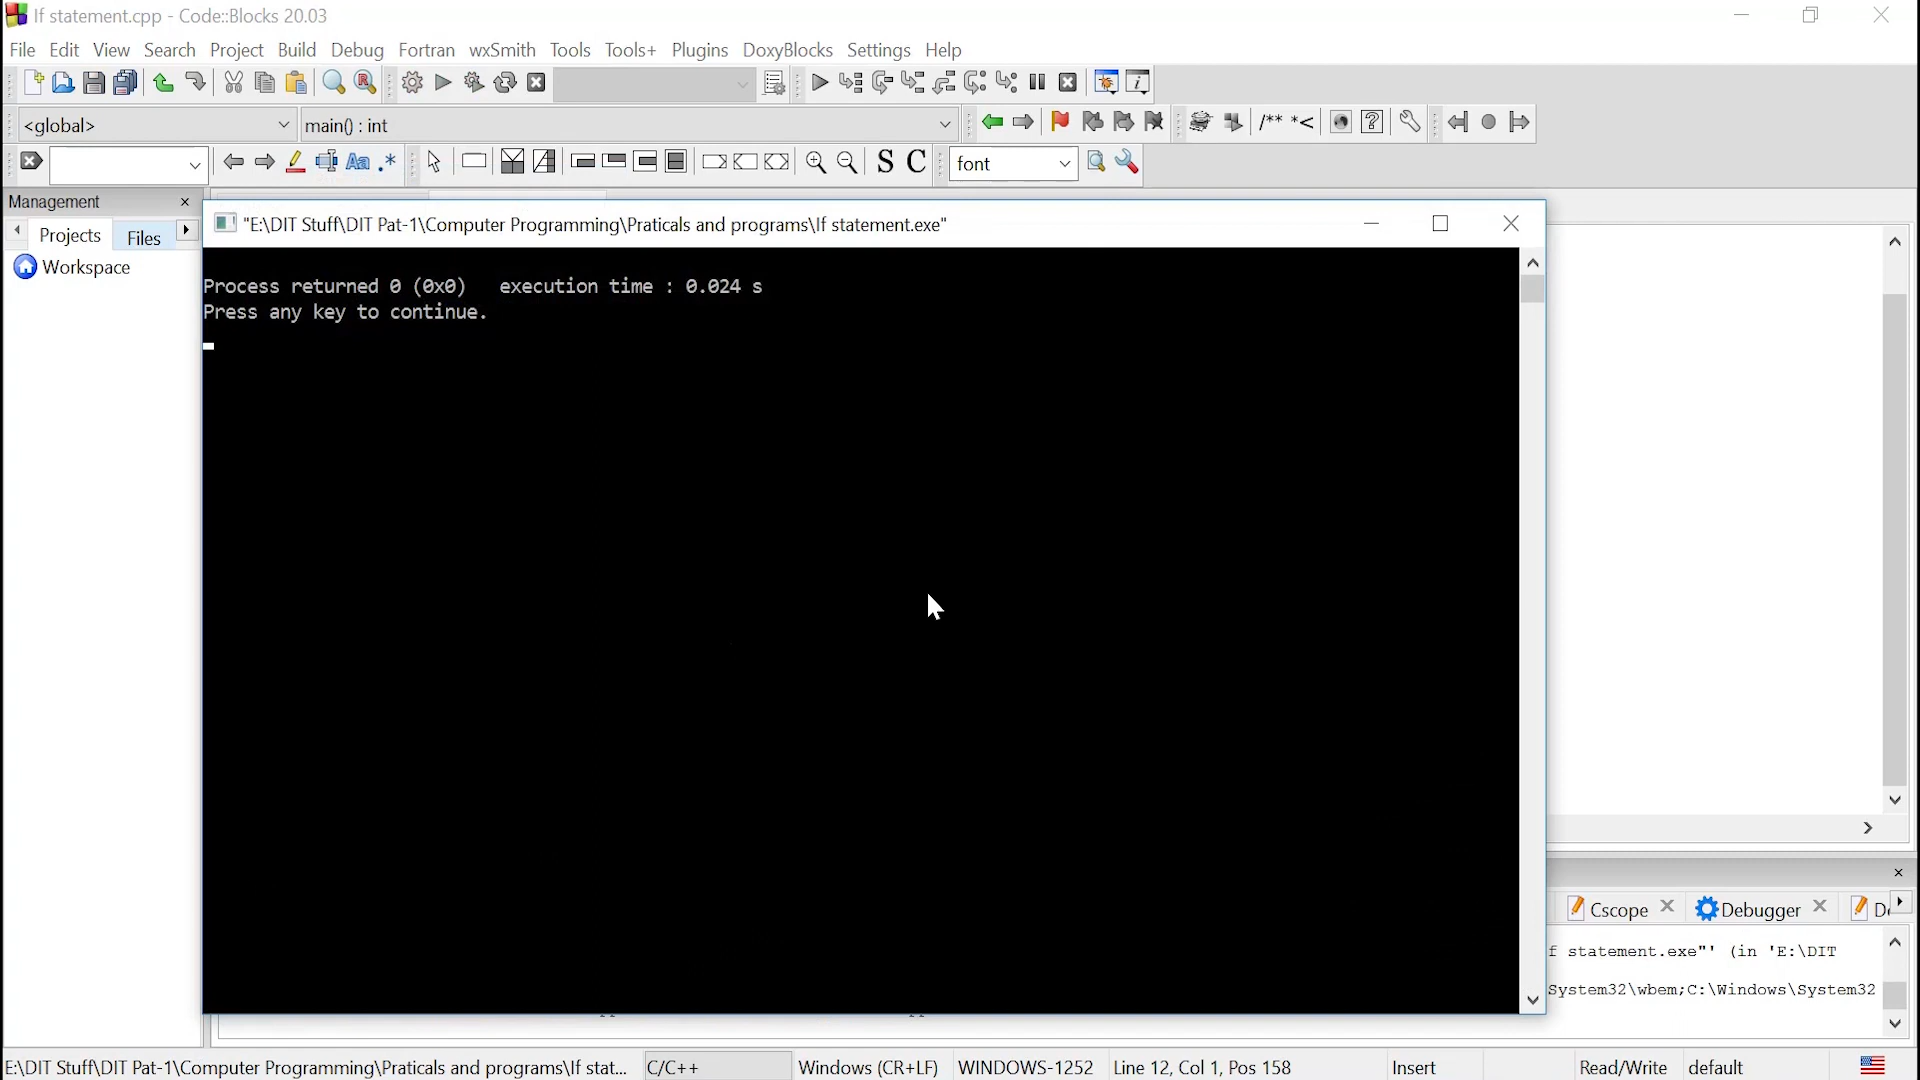 If statement.cpp - Code::Blocks 20.03
File Edit View Search Project Build Debug Fortran wxSmith Tools Tools+ Plugins DoxyBlocks Settings Help
<global> main() : int /** *<
Aa .* S C font
Management
Projects Files
Workspace
"E:\DIT Stuff\DIT Pat-1\Computer Programming\Praticals and programs\If statement.exe"
Process returned 0 (0x0)   execution time : 0.024 s
Press any key to continue.
Cscope Debugger
f statement.exe"' (in 'E:\DIT
System32\wbem;C:\Windows\System32
E:\DIT Stuff\DIT Pat-1\Computer Programming\Praticals and programs\If stat... C/C++ Windows (CR+LF) WINDOWS-1252 Line 12, Col 1, Pos 158 Insert Read/Write default